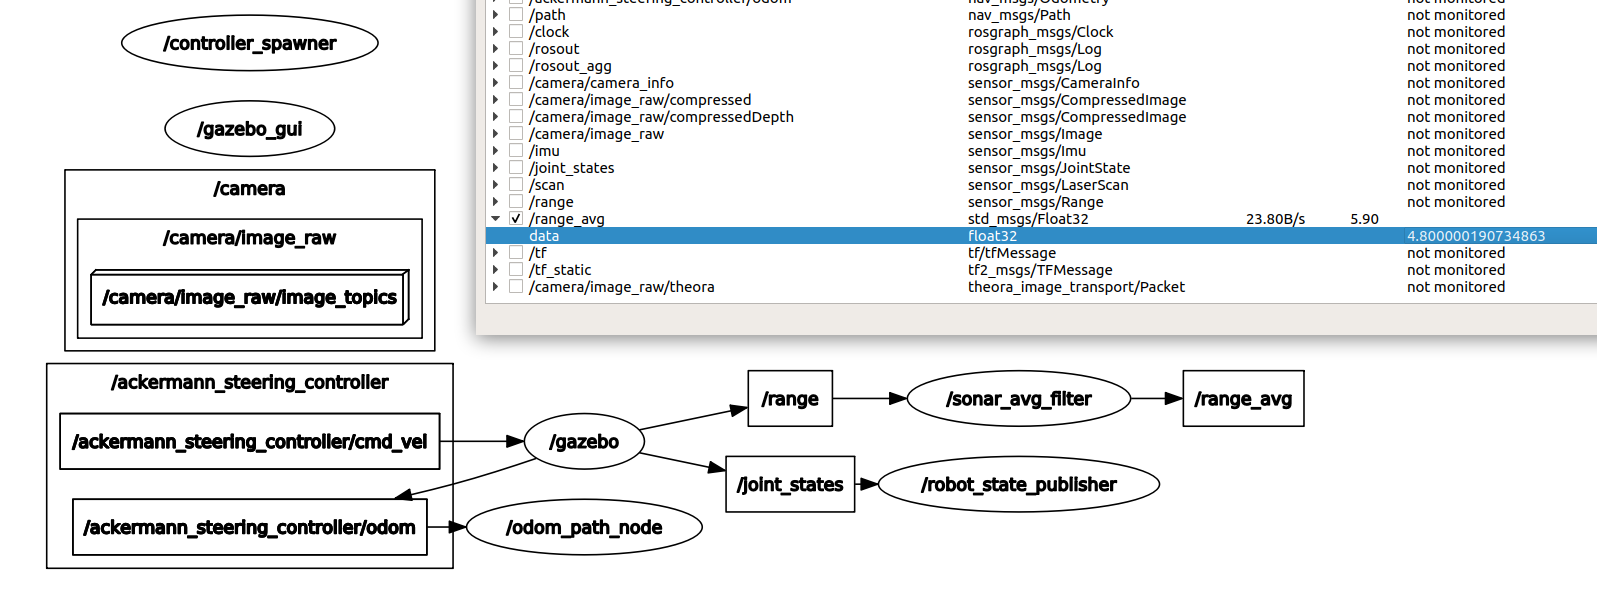 /ackermann_steering_controller/odom nav_msgs/Odometry not monitored
/path nav_msgs/Path not monitored
/clock rosgraph_msgs/Clock not monitored
/rosout rosgraph_msgs/Log not monitored
/rosout_agg rosgraph_msgs/Log not monitored
/camera/camera_info sensor_msgs/CameraInfo not monitored
/camera/image_raw/compressed sensor_msgs/CompressedImage not monitored
/camera/image_raw/compressedDepth sensor_msgs/CompressedImage not monitored
/camera/image_raw sensor_msgs/Image not monitored
/imu sensor_msgs/Imu not monitored
/joint_states sensor_msgs/JointState not monitored
/scan sensor_msgs/LaserScan not monitored
/range sensor_msgs/Range not monitored
/range_avg std_msgs/Float32 23.80B/s 5.90
data float32 4.800000190734863
/tf tf/tfMessage not monitored
/tf_static tf2_msgs/TFMessage not monitored
/camera/image_raw/theora theora_image_transport/Packet not monitored
/controller_spawner
/gazebo_gui
/camera
/camera/image_raw
/camera/image_raw/image_topics
/ackermann_steering_controller
/ackermann_steering_controller/cmd_vel
/ackermann_steering_controller/odom
/gazebo
/odom_path_node
/range
/sonar_avg_filter
/range_avg
/joint_states
/robot_state_publisher